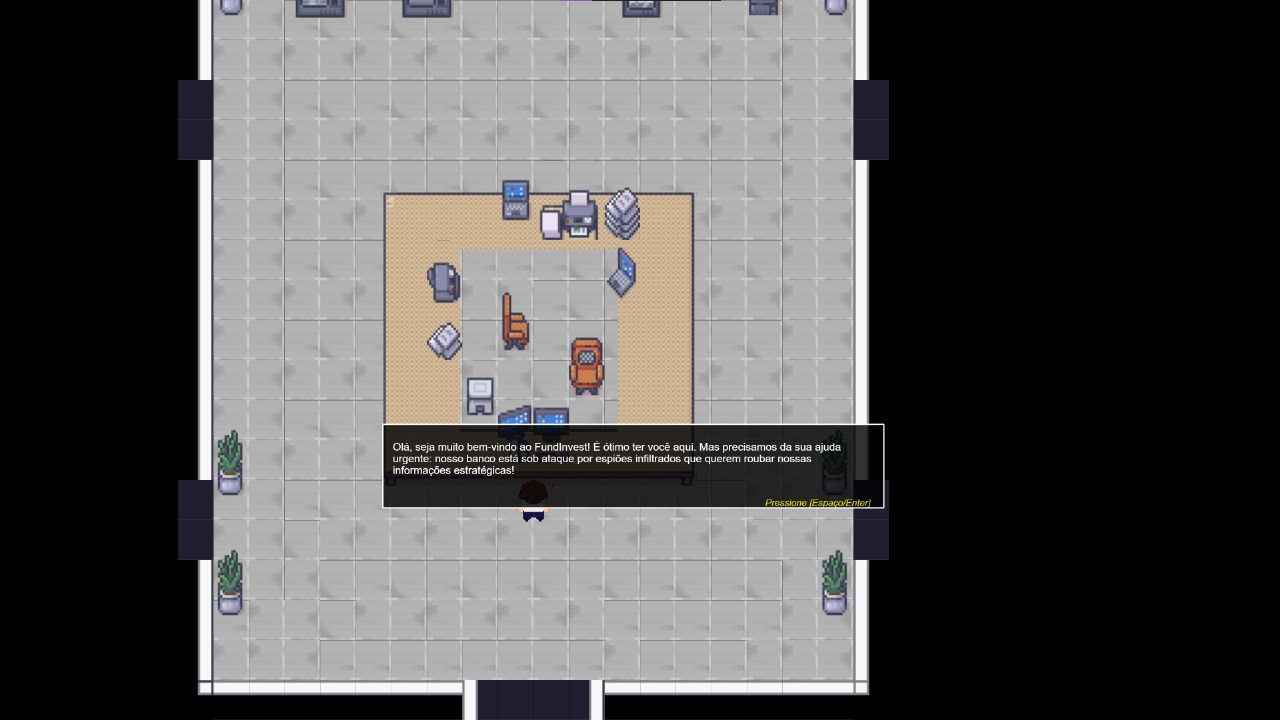 Olá, seja muito bem-vindo ao FundInvest! É ótimo ter você aqui. Mas precisamos da sua ajuda
urgente: nosso banco está sob ataque por espiões infiltrados que querem roubar nossas
informações estratégicas!
Pressione [Espaço/Enter]